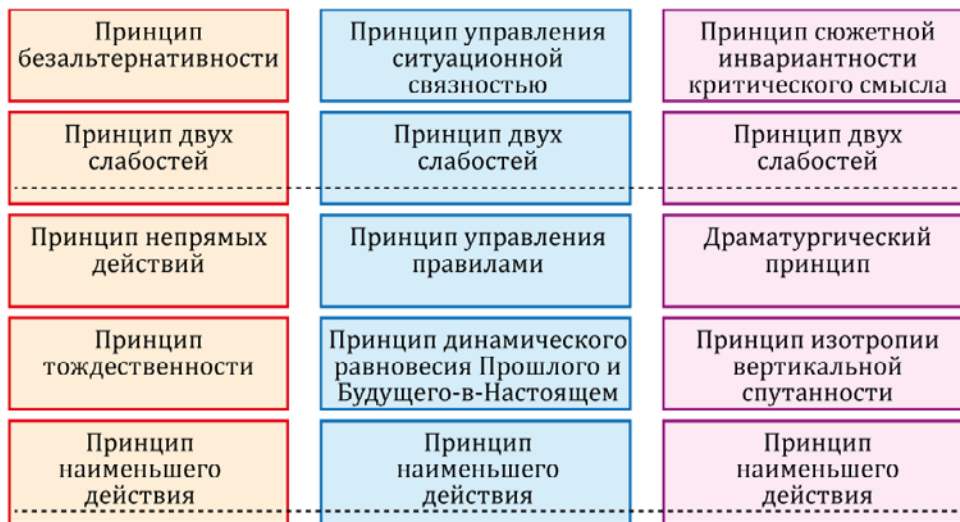 Принцип
безальтернативности
Принцип управления
ситуационной
связностью
Принцип сюжетной
инвариантности
критического смысла
Принцип двух
слабостей
Принцип двух
слабостей
Принцип двух
слабостей
Принцип непрямых
действий
Принцип управления
правилами
Драматургический
принцип
Принцип
тождественности
Принцип динамического
равновесия Прошлого и
Будущего-в-Настоящем
Принцип изотропии
вертикальной
спутанности
Принцип
наименьшего
действия
Принцип
наименьшего
действия
Принцип
наименьшего
действия